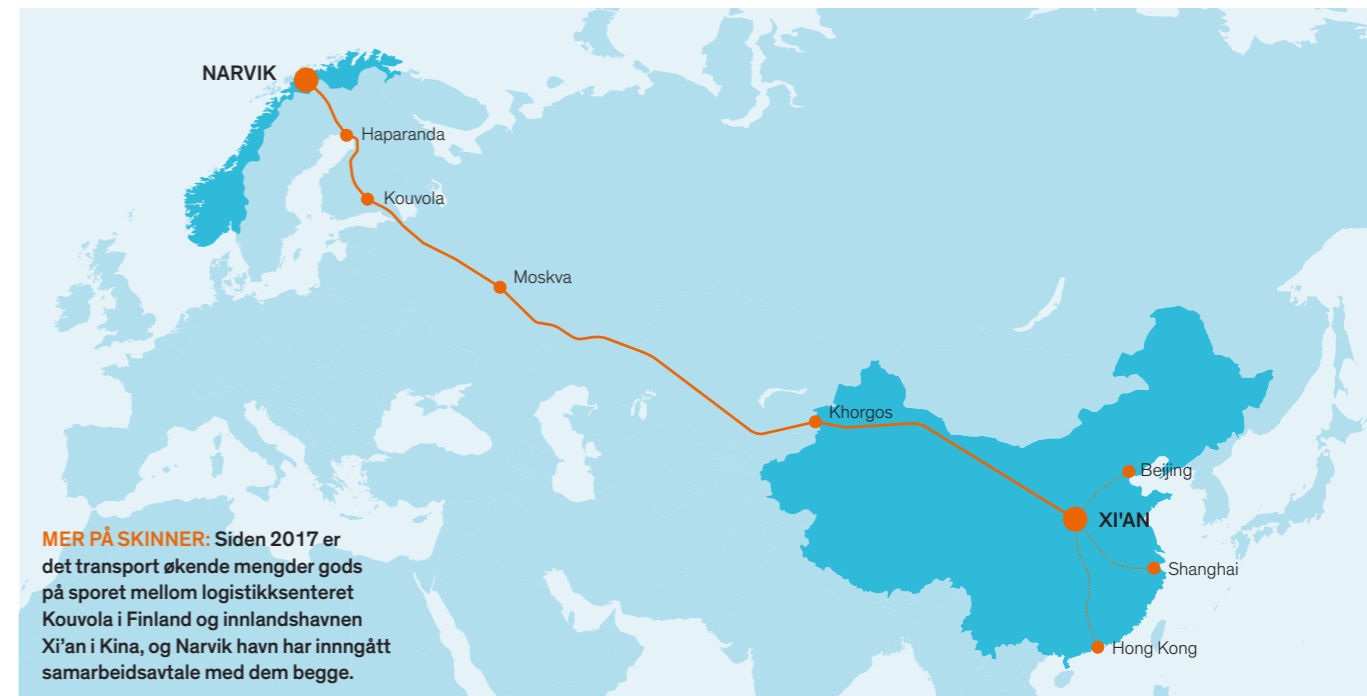 NARVIK
Haparanda
Kouvola
Moskva
Khorgos
Beijing
XI'AN
Shanghai
Hong Kong
MER PÅ SKINNER: Siden 2017 er
det transport økende mengder gods
på sporet mellom logistikksenteret
Kouvola i Finland og innlandshavnen
Xi’an i Kina, og Narvik havn har innngått
samarbeidsavtale med dem begge.